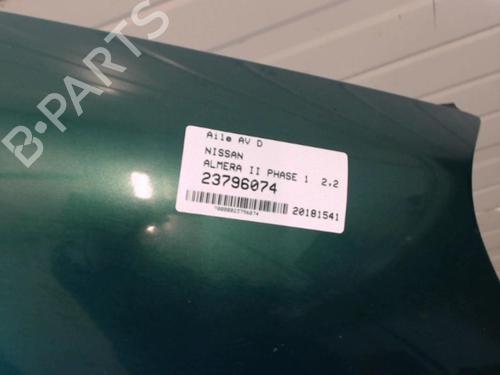 B-PARTS
Aile AV D
NISSAN
ALMERA II PHASE 1 2.2
23796074
20181541